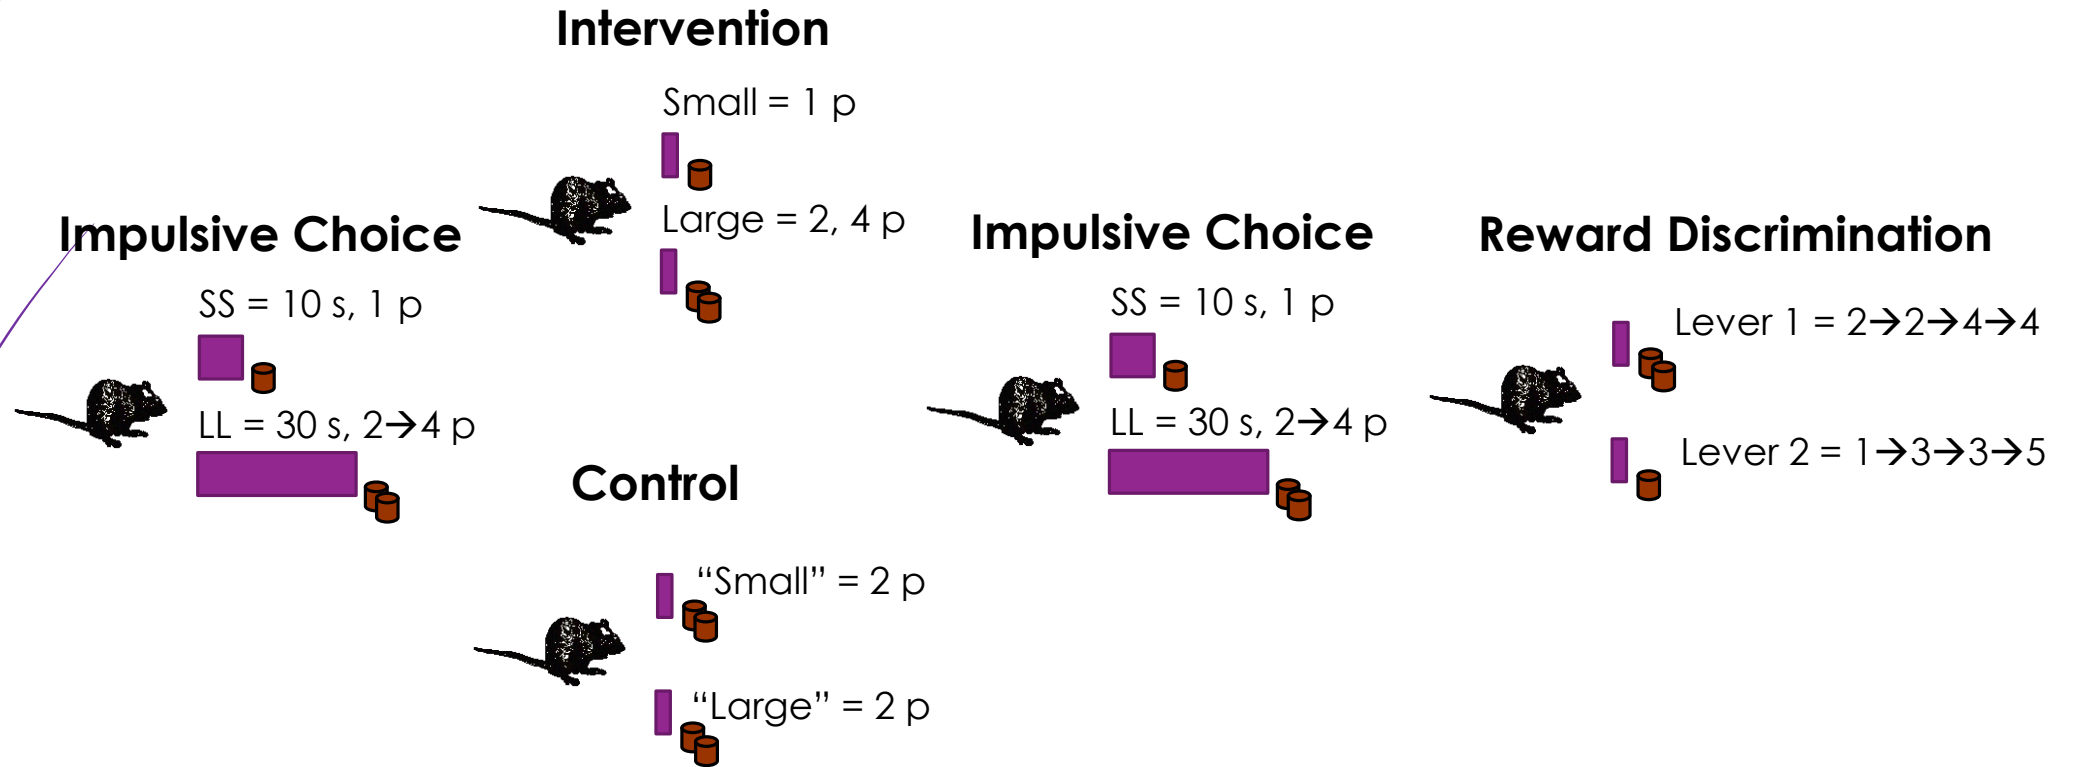 Impulsive Choice
SS = 10 s, 1 p
LL = 30 s, 2→4 p
Intervention
Small = 1 p
Large = 2, 4 p
Control
“Small” = 2 p
“Large” = 2 p
Impulsive Choice
SS = 10 s, 1 p
LL = 30 s, 2→4 p
Reward Discrimination
Lever 1 = 2→2→4→4
Lever 2 = 1→3→3→5